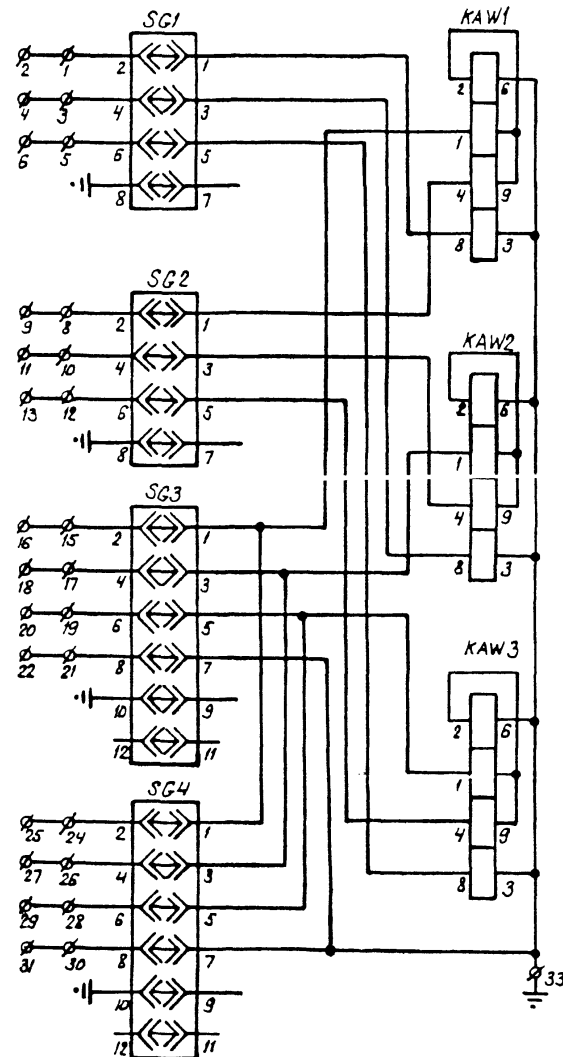 SG1
2 1 2 1
4 3 4 3
6 5 6 5
8 7
SG2
9 8 2 1
11 10 4 3
13 12 6 5
8 7
SG3
16 15 2 1
18 17 4 3
20 19 6 5
22 21 8 7
10 9
12 11
SG4
25 24 2 1
27 26 4 3
29 28 6 5
31 30 8 7
10 9
12 11
KAW1
2 6
1
4 9
8 3
KAW2
2 6
1
4 9
8 3
KAW3
2 6
1
4 9
8 3
33